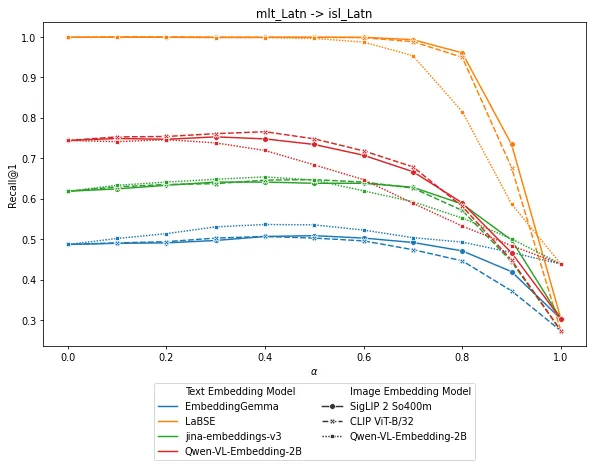 mlt_Latn -> isl_Latn
Recall@1
1.0
0.9
0.8
0.7
0.6
0.5
0.4
0.3
0.0 0.2 0.4 0.6 0.8 1.0
α
Text Embedding Model Image Embedding Model
EmbeddingGemma SigLIP 2 So400m
LaBSE CLIP ViT-B/32
jina-embeddings-v3 Qwen-VL-Embedding-2B
Qwen-VL-Embedding-2B